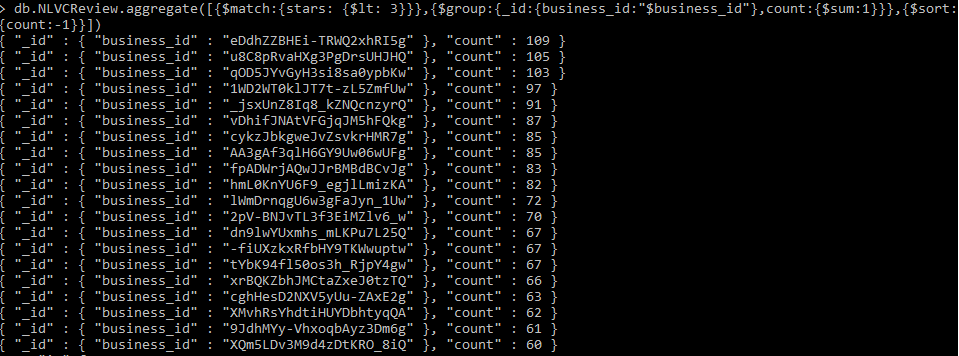 > db.NLVCReview.aggregate([{$match:{stars: {$lt: 3}}},{$group:{_id:{business_id:"$business_id"},count:{$sum:1}}},{$sort:
{count:-1}}])
{ "_id" : { "business_id" : "eDdhZZBHEi-TRWQ2xhRI5g" }, "count" : 109 }
{ "_id" : { "business_id" : "u8C8pRvaHXg3PgDrsUHJHQ" }, "count" : 105 }
{ "_id" : { "business_id" : "qOD5JYvGyH3si8sa0ypbKw" }, "count" : 103 }
{ "_id" : { "business_id" : "1WD2WT0klJT7t-zL5ZmfUw" }, "count" : 97 }
{ "_id" : { "business_id" : "_jsxUnZ8Iq8_kZNQcnzyrQ" }, "count" : 91 }
{ "_id" : { "business_id" : "vDhifJNAtVFGjqJM5hFQkg" }, "count" : 87 }
{ "_id" : { "business_id" : "cykzJbkgweJvZsvkrHMR7g" }, "count" : 85 }
{ "_id" : { "business_id" : "AA3gAf3qlH6GY9Uw06wUFg" }, "count" : 85 }
{ "_id" : { "business_id" : "fpADWrjAQwJJrBMBdBCvJg" }, "count" : 83 }
{ "_id" : { "business_id" : "hmL0KnYU6F9_egjlLmizKA" }, "count" : 82 }
{ "_id" : { "business_id" : "lWmDrnqgU6w3gFaJyn_1Uw" }, "count" : 72 }
{ "_id" : { "business_id" : "2pV-BNJvTL3f3EiMZlv6_w" }, "count" : 70 }
{ "_id" : { "business_id" : "dn9lwYUxmhs_mLKPu7L25Q" }, "count" : 67 }
{ "_id" : { "business_id" : "-fiUXzkxRfbHY9TKWwuptw" }, "count" : 67 }
{ "_id" : { "business_id" : "tYbK94fl50os3h_RjpY4gw" }, "count" : 67 }
{ "_id" : { "business_id" : "xrBQKZbhJMCtaZxeJ0tzTQ" }, "count" : 66 }
{ "_id" : { "business_id" : "cghHesD2NXV5yUu-ZAxE2g" }, "count" : 63 }
{ "_id" : { "business_id" : "XMvhRsYhdtiHUYDbhtyqQA" }, "count" : 62 }
{ "_id" : { "business_id" : "9JdhMYy-VhxoqbAyz3Dm6g" }, "count" : 61 }
{ "_id" : { "business_id" : "XQm5LDv3M9d4zDtKRO_8iQ" }, "count" : 60 }